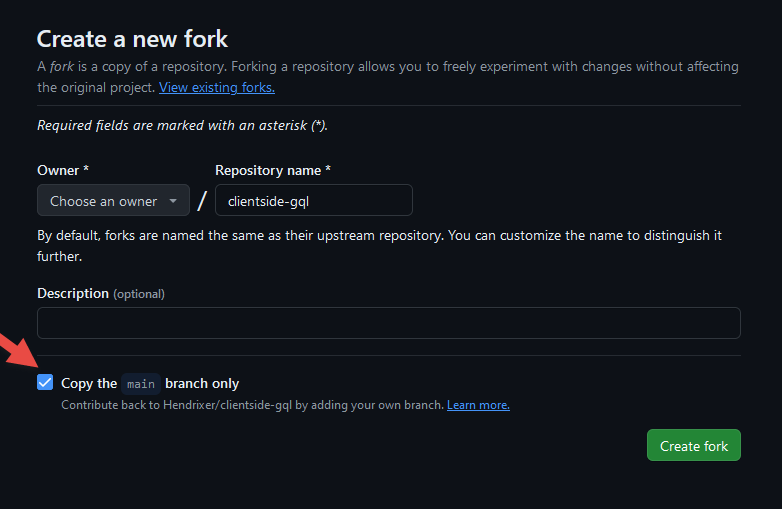 Create a new fork
A fork is a copy of a repository. Forking a repository allows you to freely experiment with changes without affecting
the original project. View existing forks.
Required fields are marked with an asterisk (*).
Owner * Repository name *
Choose an owner / clientside-gql
By default, forks are named the same as their upstream repository. You can customize the name to distinguish it
further.
Description (optional)
Copy the main branch only
Contribute back to Hendrixer/clientside-gql by adding your own branch. Learn more.
Create fork